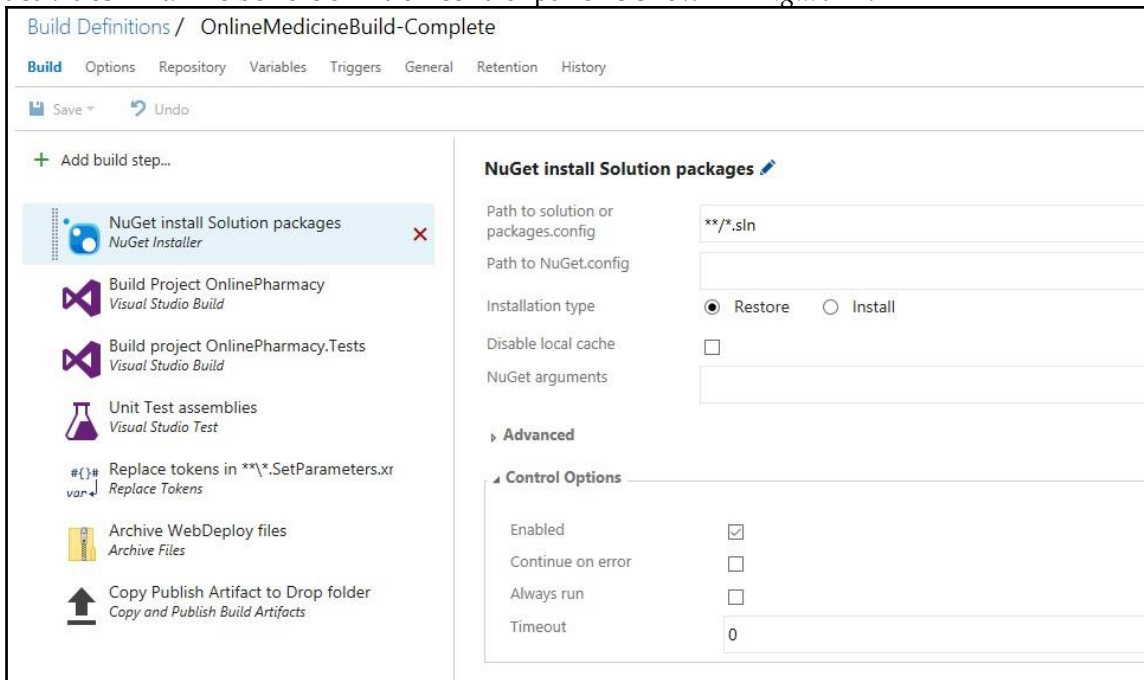 Build Definitions / OnlineMedicineBuild-Complete
Build Options Repository Variables Triggers General Retention History
Save Undo
+ Add build step...
NuGet install Solution packages
NuGet Installer
Build Project OnlinePharmacy
Visual Studio Build
Build project OnlinePharmacy.Tests
Visual Studio Build
Unit Test assemblies
Visual Studio Test
#{}# Replace tokens in **\*.SetParameters.xr
var Replace Tokens
Archive WebDeploy files
Archive Files
Copy Publish Artifact to Drop folder
Copy and Publish Build Artifacts
NuGet install Solution packages
Path to solution or
packages.config
**/*.sln
Path to NuGet.config
Installation type Restore Install
Disable local cache
NuGet arguments
Advanced
Control Options
Enabled
Continue on error
Always run
Timeout 0